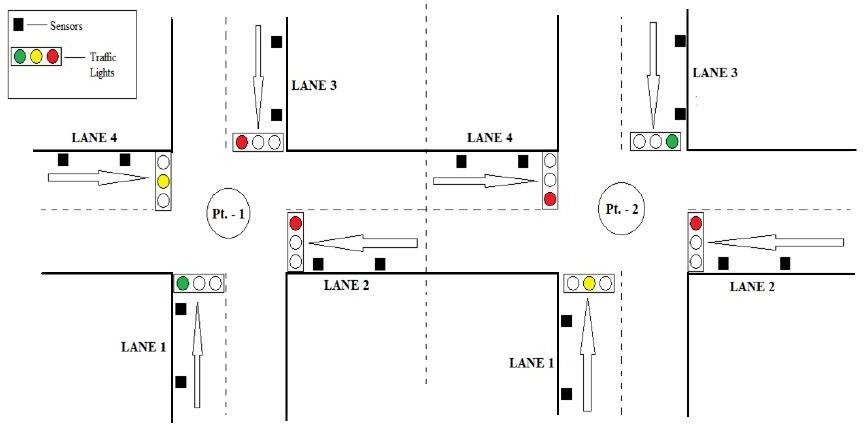 Sensors
Traffic
Lights
LANE 3
LANE 3
LANE 4
LANE 4
Pt. - 1
Pt. - 2
LANE 2
LANE 2
LANE 1
LANE 1